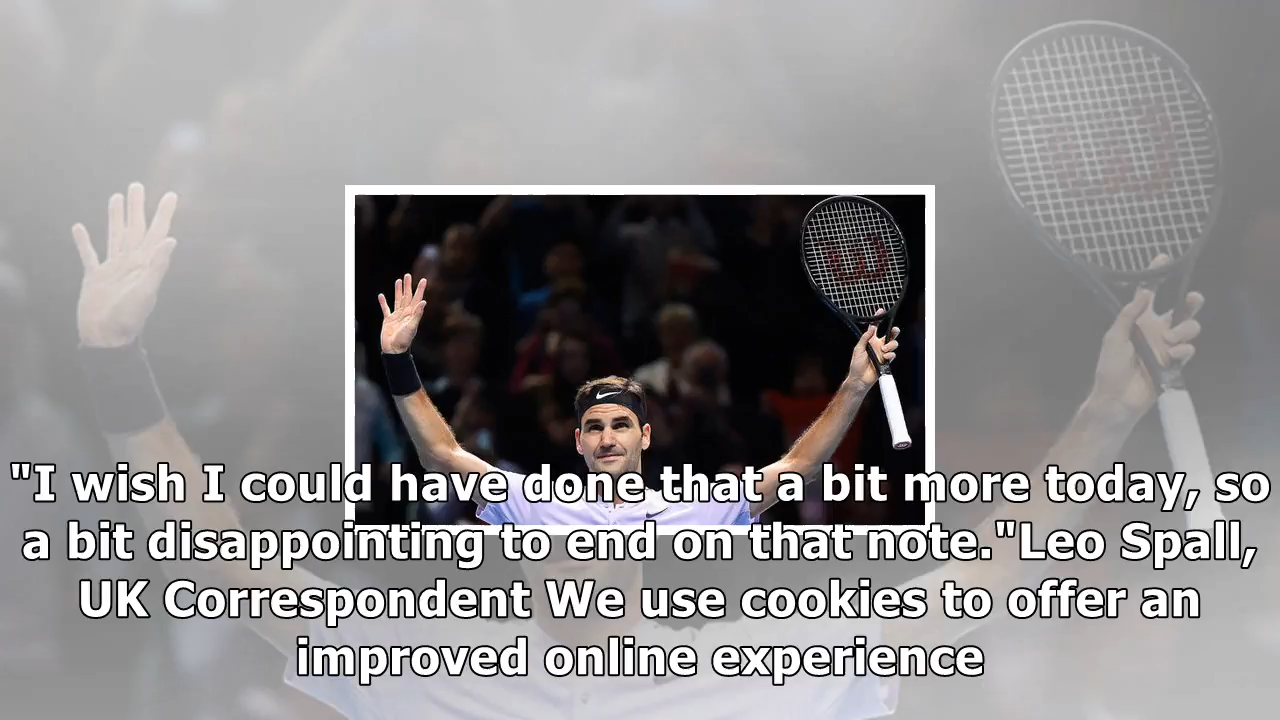 "I wish I could have done that a bit more today, so
a bit disappointing to end on that note."Leo Spall,
UK Correspondent We use cookies to offer an
improved online experience